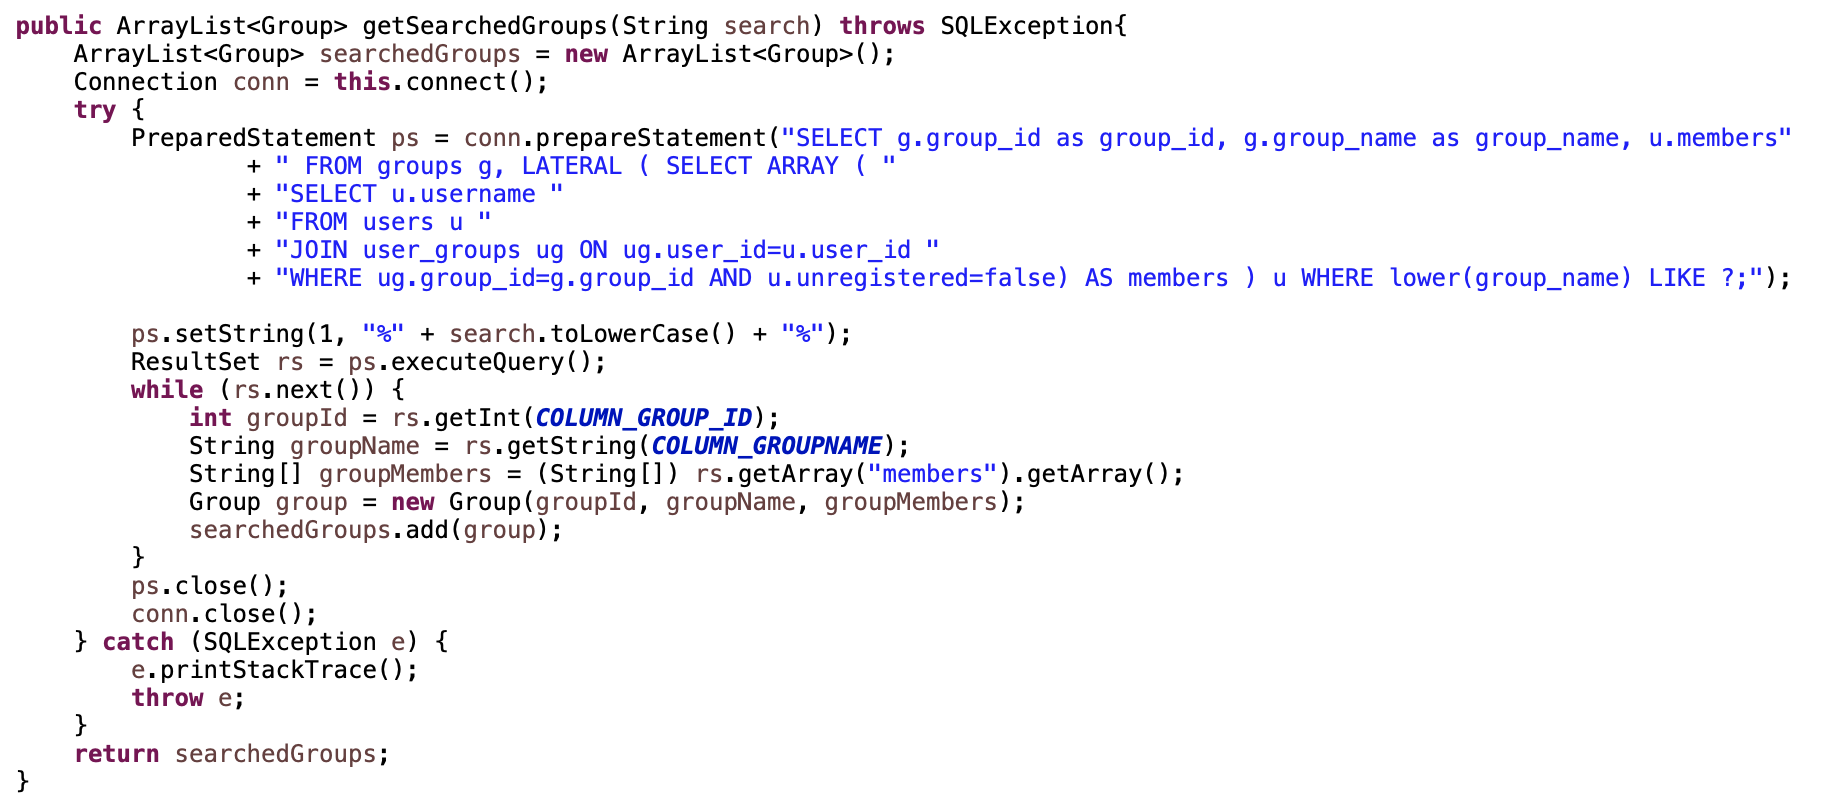 public ArrayList<Group> getSearchedGroups(String search) throws SQLException{
    ArrayList<Group> searchedGroups = new ArrayList<Group>();
    Connection conn = this.connect();
    try {
        PreparedStatement ps = conn.prepareStatement("SELECT g.group_id as group_id, g.group_name as group_name, u.members"
                + " FROM groups g, LATERAL ( SELECT ARRAY ( "
                + "SELECT u.username "
                + "FROM users u "
                + "JOIN user_groups ug ON ug.user_id=u.user_id "
                + "WHERE ug.group_id=g.group_id AND u.unregistered=false) AS members ) u WHERE lower(group_name) LIKE ?;");

        ps.setString(1, "%" + search.toLowerCase() + "%");
        ResultSet rs = ps.executeQuery();
        while (rs.next()) {
            int groupId = rs.getInt(COLUMN_GROUP_ID);
            String groupName = rs.getString(COLUMN_GROUPNAME);
            String[] groupMembers = (String[]) rs.getArray("members").getArray();
            Group group = new Group(groupId, groupName, groupMembers);
            searchedGroups.add(group);
        }
        ps.close();
        conn.close();
    } catch (SQLException e) {
        e.printStackTrace();
        throw e;
    }
    return searchedGroups;
}